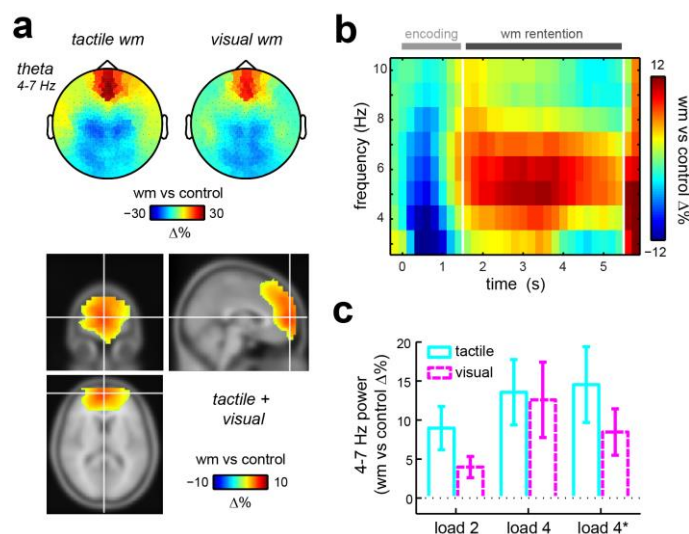 a
tactile wm
visual wm
theta
4-7 Hz
wm vs control
−30
30
Δ%
tactile +
visual
wm vs control
−10
10
Δ%
b
encoding
wm rentention
10
8
6
4
frequency (Hz)
0
1
2
3
4
5
time (s)
12
−12
wm vs control Δ%
c
tactile
visual
20
15
10
5
0
4-7 Hz power
(wm vs control Δ%)
load 2
load 4
load 4*